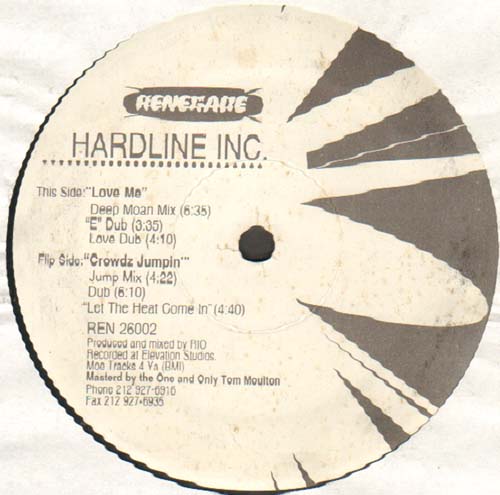 RENEGADE
HARDLINE INC.
This Side:"Love Me"
Deep Moan Mix (6:35)
"E" Dub (3:35)
Love Dub (4:10)
Flip Side:"Crowdz Jumpin'"
Jump Mix (4:22)
Dub (6:10)
"Let The Heat Come In" (4:40)
REN 26002
Produced and mixed by RIO
Recorded at Elevation Studios.
Moe Tracks 4 Ya (BMI)
Masterd by the One and Only Tom Moulton
Phone 212 927-6916
Fax 212 927-6935